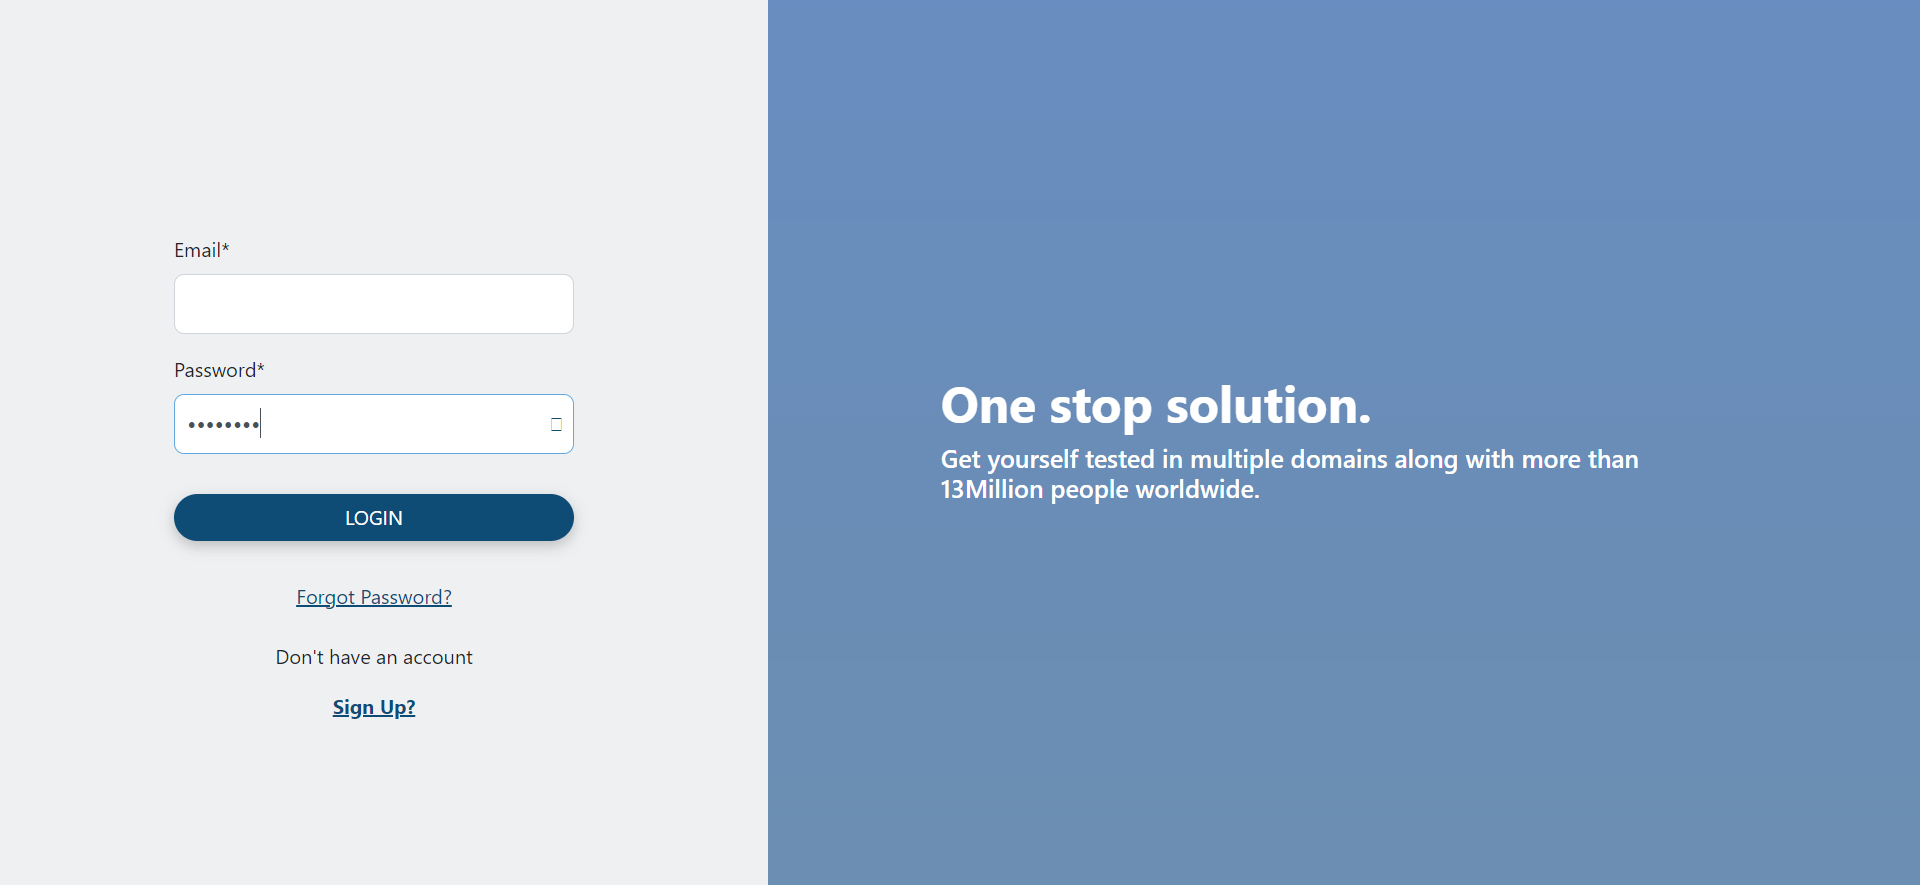 Email*
Password*
••••••••
LOGIN
Forgot Password?
Don't have an account
Sign Up?
One stop solution.
Get yourself tested in multiple domains along with more than
13Million people worldwide.